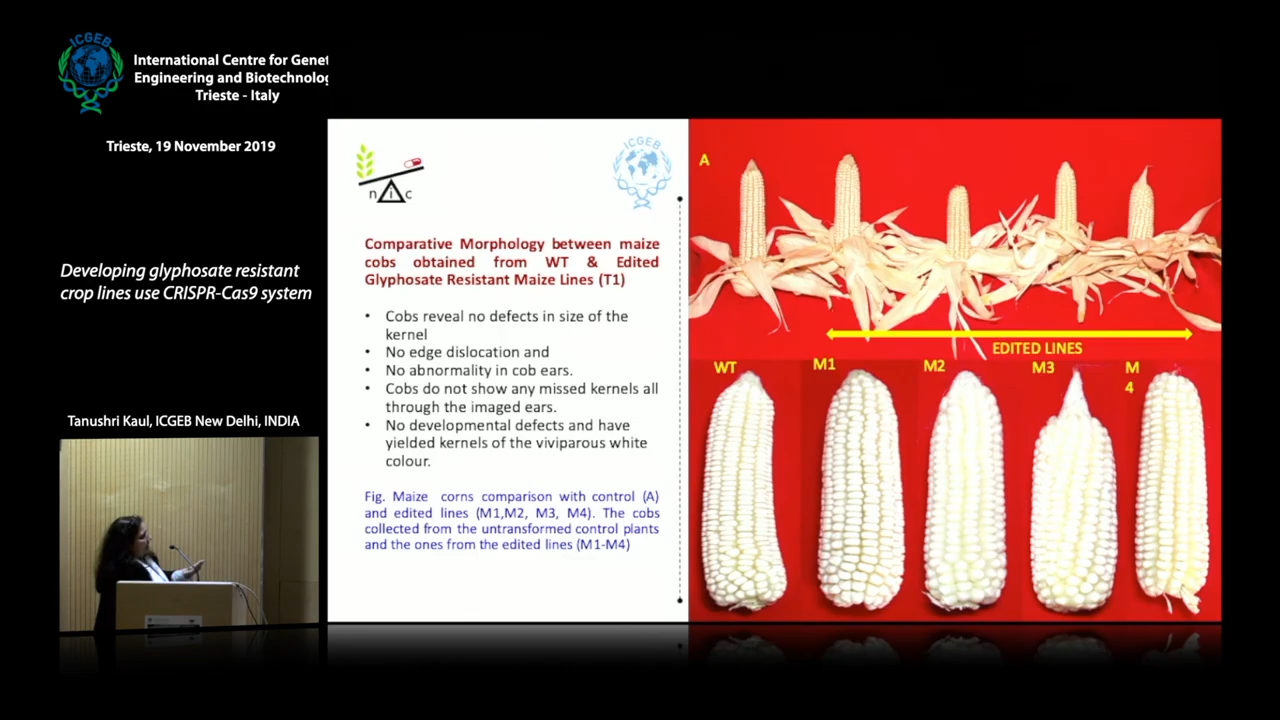 ICGEB
International Centre for Genet
Engineering and Biotechnolog
Trieste - Italy
Trieste, 19 November 2019
Developing glyphosate resistant
crop lines use CRISPR-Cas9 system
Tanushri Kaul, ICGEB New Delhi, INDIA
n i c
ICGEB
Comparative Morphology between maize
cobs obtained from WT & Edited
Glyphosate Resistant Maize Lines (T1)
• Cobs reveal no defects in size of the
kernel
• No edge dislocation and
• No abnormality in cob ears.
• Cobs do not show any missed kernels all
through the imaged ears.
• No developmental defects and have
yielded kernels of the viviparous white
colour.
Fig. Maize corns comparison with control (A)
and edited lines (M1,M2, M3, M4). The cobs
collected from the untransformed control plants
and the ones from the edited lines (M1-M4)
A
EDITED LINES
WT
M1
M2
M3
M
4